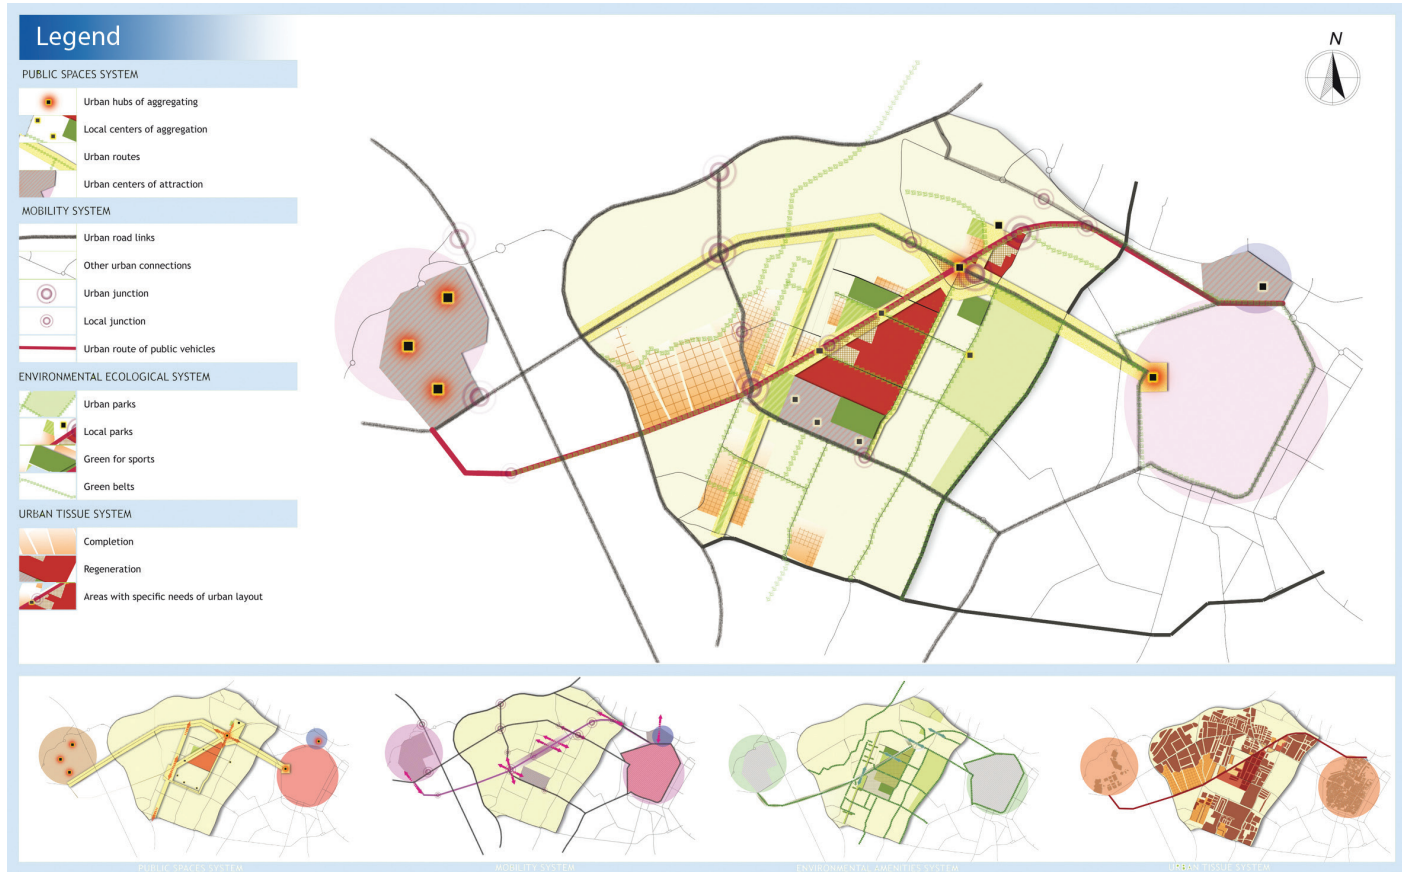 Legend
N
PUBLIC SPACES SYSTEM
Urban hubs of aggregating
Local centers of aggregation
Urban routes
Urban centers of attraction
MOBILITY SYSTEM
Urban road links
Other urban connections
Urban junction
Local junction
Urban route of public vehicles
ENVIRONMENTAL ECOLOGICAL SYSTEM
Urban parks
Local parks
Green for sports
Green belts
URBAN TISSUE SYSTEM
Completion
Regeneration
Areas with specific needs of urban layout
PUBLIC SPACES SYSTEM
MOBILITY SYSTEM
ENVIRONMENTAL AMENITIES SYSTEM
URBAN TISSUE SYSTEM